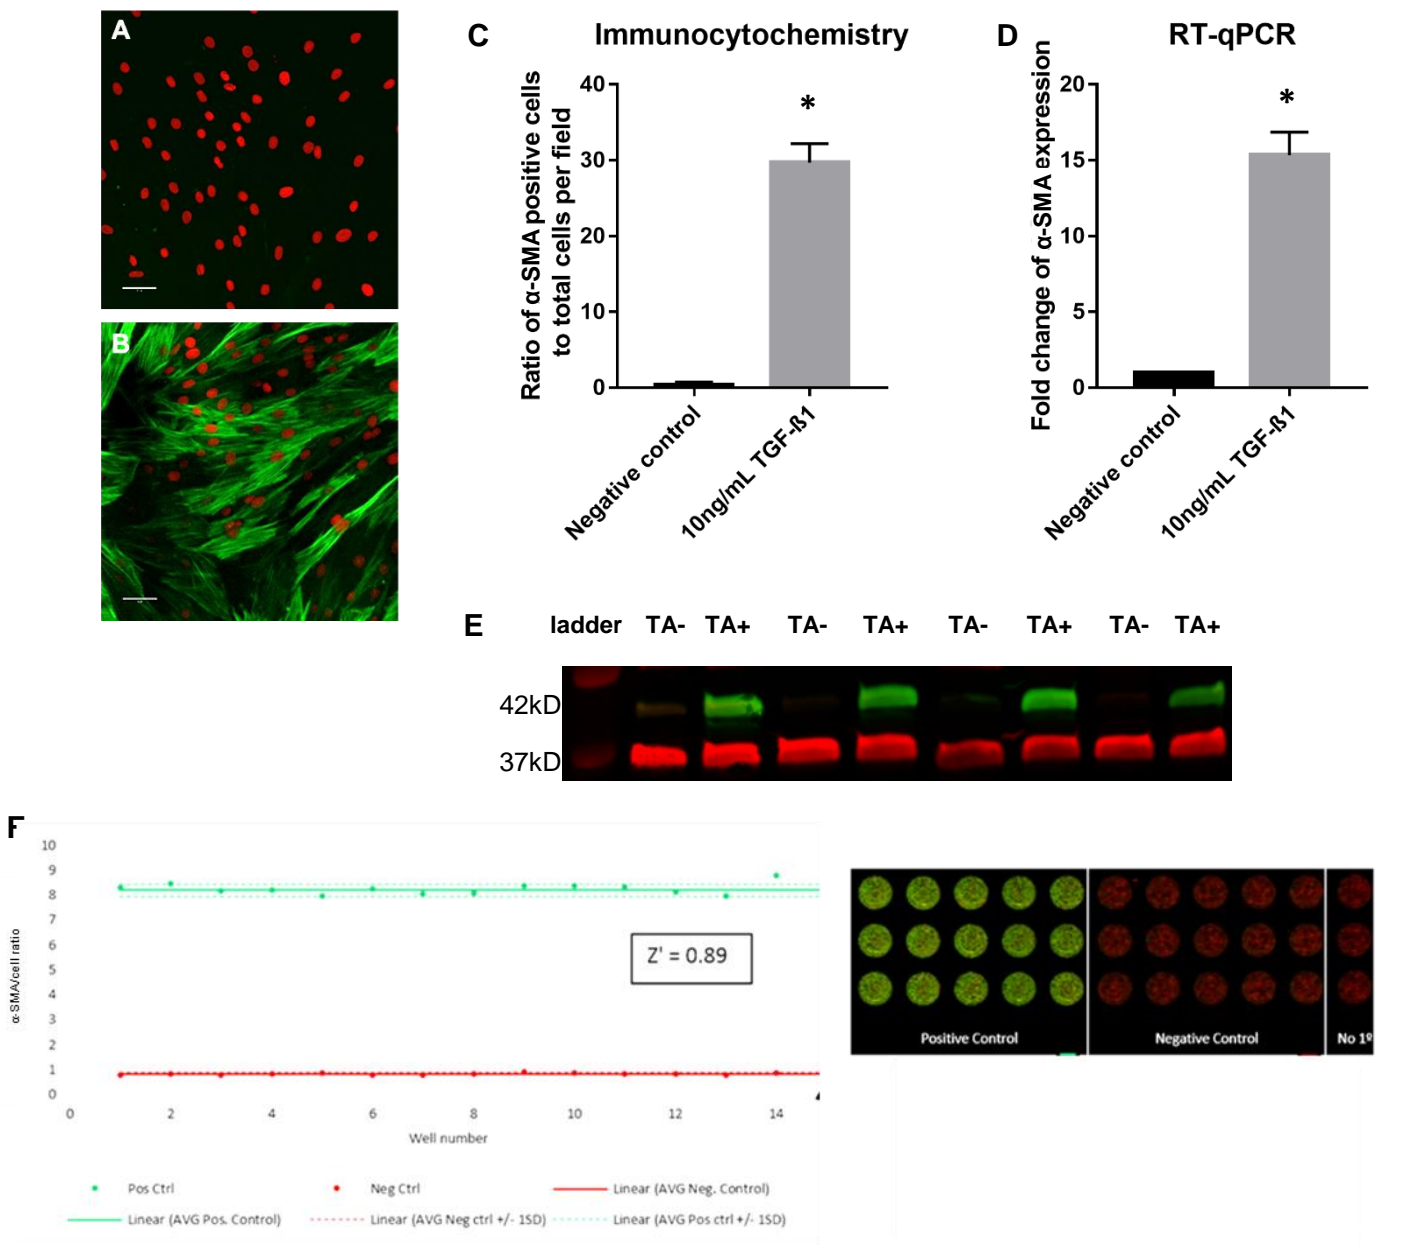 A
B
C
Immunocytochemistry
Ratio of α-SMA positive cells
to total cells per field
40
30
20
10
0
*
Negative control
10ng/mL TGF-ß1
D
RT-qPCR
Fold change of α-SMA expression
20
15
10
5
0
*
Negative control
10ng/mL TGF-ß1
E
ladder TA- TA+ TA- TA+ TA- TA+ TA- TA+
42kD
37kD
F
α-SMA/cell ratio
10
9
8
7
6
5
4
3
2
1
0
Z' = 0.89
0 2 4 6 8 10 12 14
Well number
Pos Ctrl Neg Ctrl Linear (AVG Neg. Control)
Linear (AVG Pos. Control) Linear (AVG Neg ctrl +/- 1SD) Linear (AVG Pos ctrl +/- 1SD)
Positive Control Negative Control No 1º